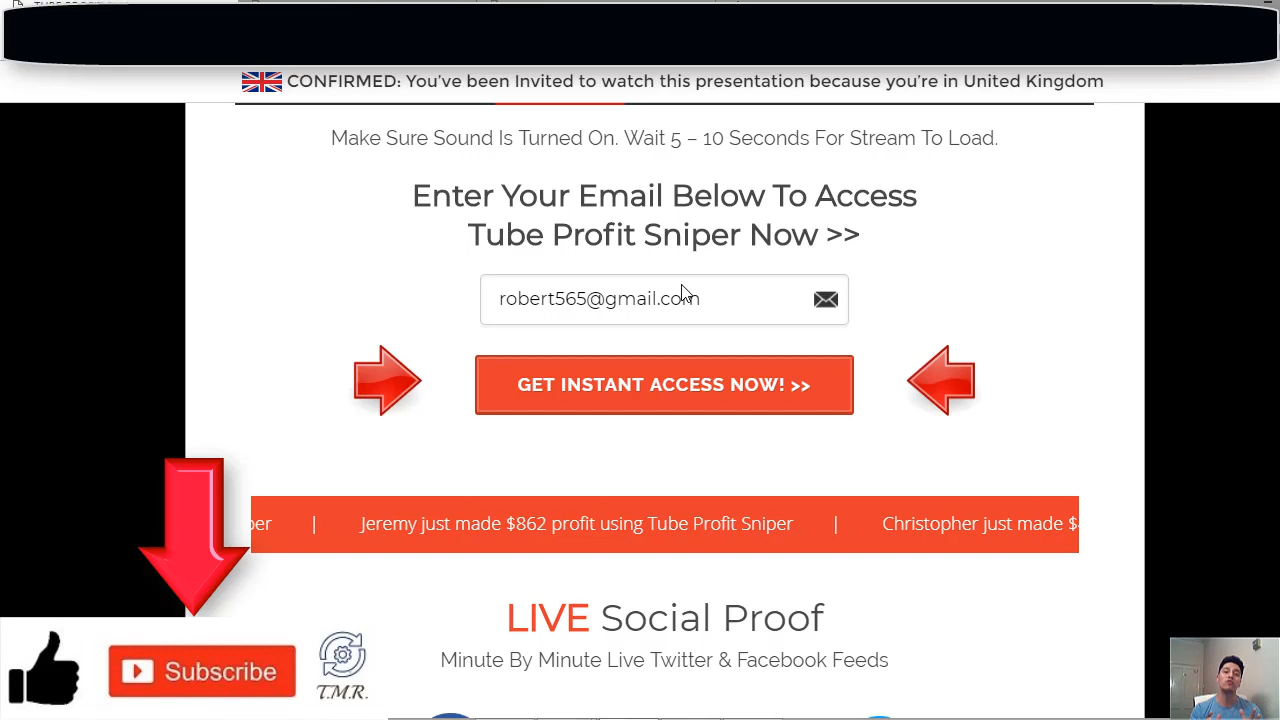 CONFIRMED: You've been Invited to watch this presentation because you're in United Kingdom
Make Sure Sound Is Turned On. Wait 5 – 10 Seconds For Stream To Load.
Enter Your Email Below To Access
Tube Profit Sniper Now >>
robert565@gmail.com
GET INSTANT ACCESS NOW! >>
per | Jeremy just made $862 profit using Tube Profit Sniper | Christopher just made $
LIVE Social Proof
Minute By Minute Live Twitter & Facebook Feeds
Subscribe
T.M.R.